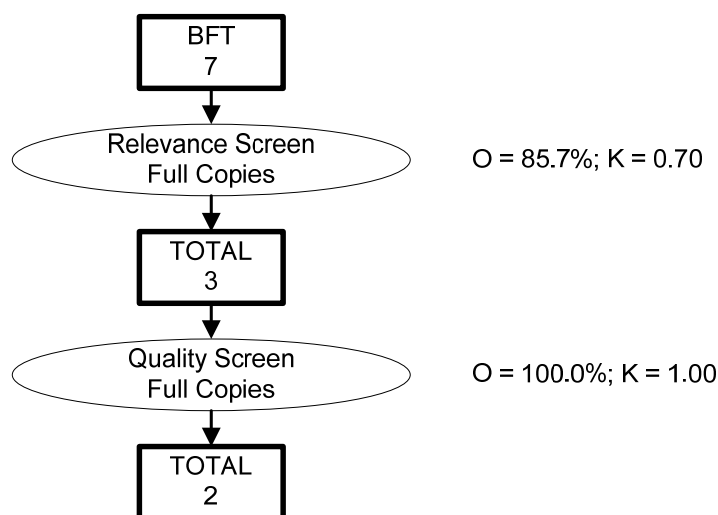 BFT
7
Relevance Screen
Full Copies
O = 85.7%; K = 0.70
TOTAL
3
Quality Screen
Full Copies
O = 100.0%; K = 1.00
TOTAL
2